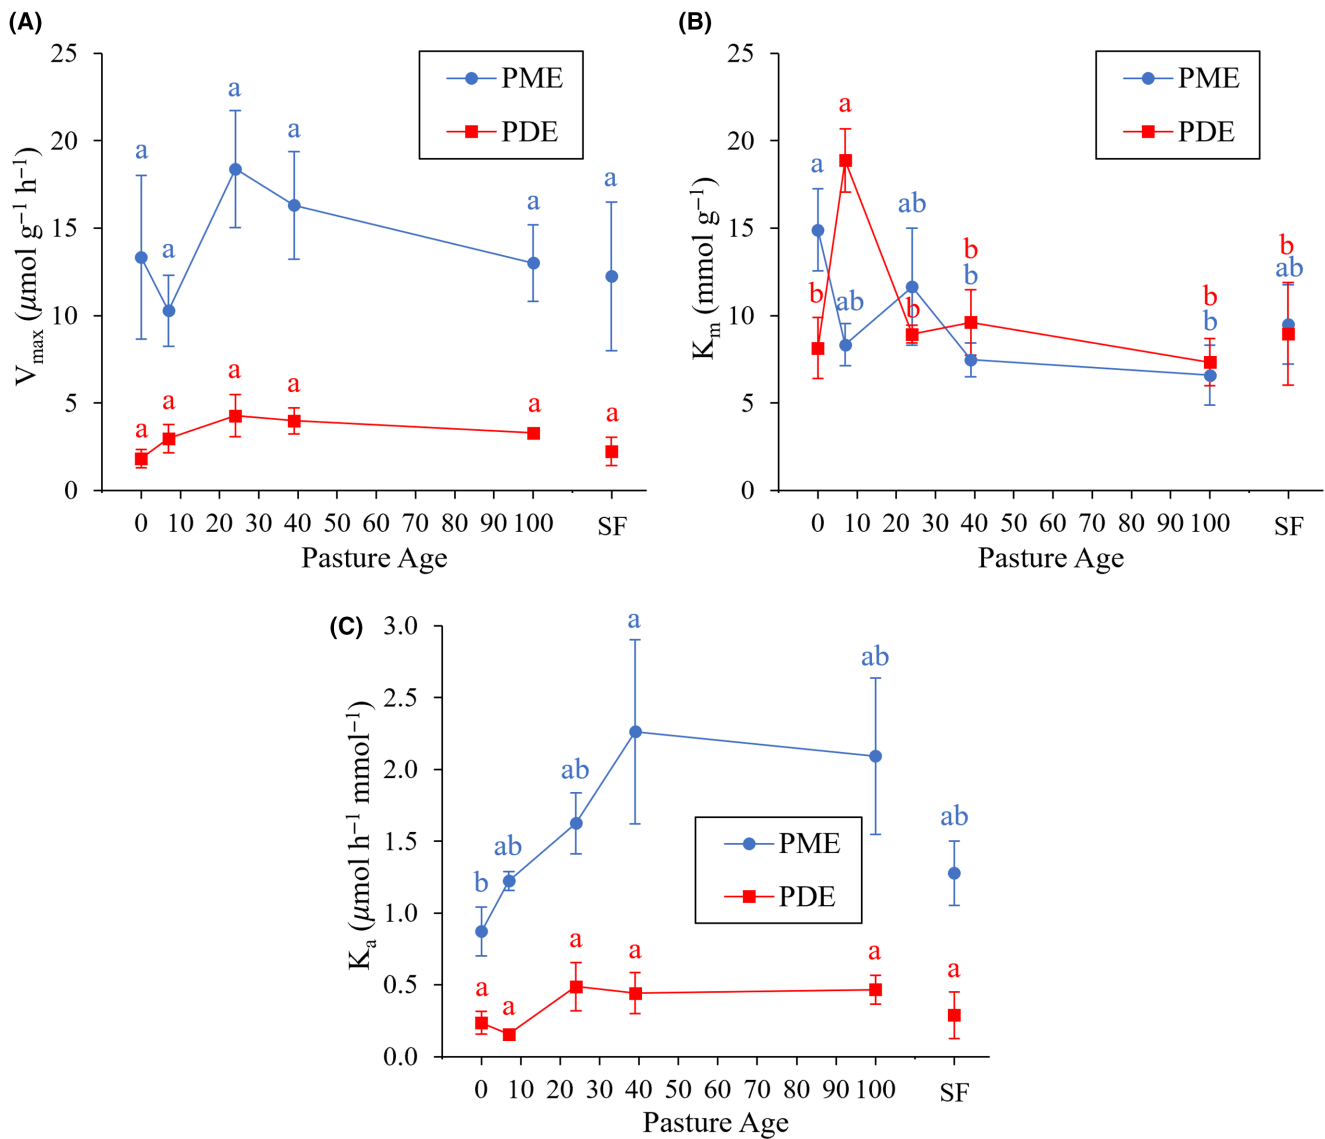 (A)
25
20
15
10
5
0
Vmax (μmol g⁻¹ h⁻¹)
PME
PDE
a
a
a
a
a
a
a
a
a
a
a
a
0 10 20 30 40 50 60 70 80 90 100 SF
Pasture Age
(B)
25
20
15
10
5
0
Km (mmol g⁻¹)
PME
PDE
a
a
ab
b
b
ab
b
b
b
b
b
ab
0 10 20 30 40 50 60 70 80 90 100 SF
Pasture Age
(C)
3.0
2.5
2.0
1.5
1.0
0.5
0.0
Ka (μmol h⁻¹ mmol⁻¹)
PME
PDE
a
ab
ab
ab
ab
b
a
a
a
a
a
a
0 10 20 30 40 50 60 70 80 90 100 SF
Pasture Age